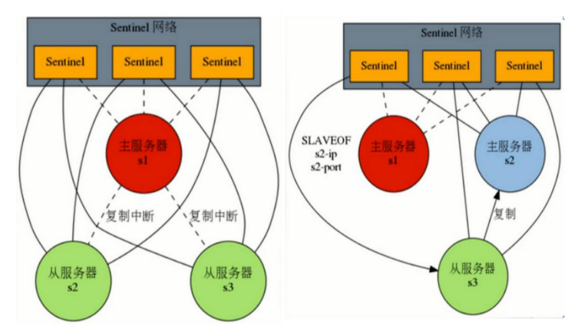 Sentinel 网络
Sentinel
Sentinel
Sentinel
主服务器
s1
复制中断
复制中断
从服务器
s2
从服务器
s3
Sentinel 网络
Sentinel
Sentinel
Sentinel
SLAVEOF
s2-ip
s2-port
主服务器
s1
主服务器
s2
复制
从服务器
s3